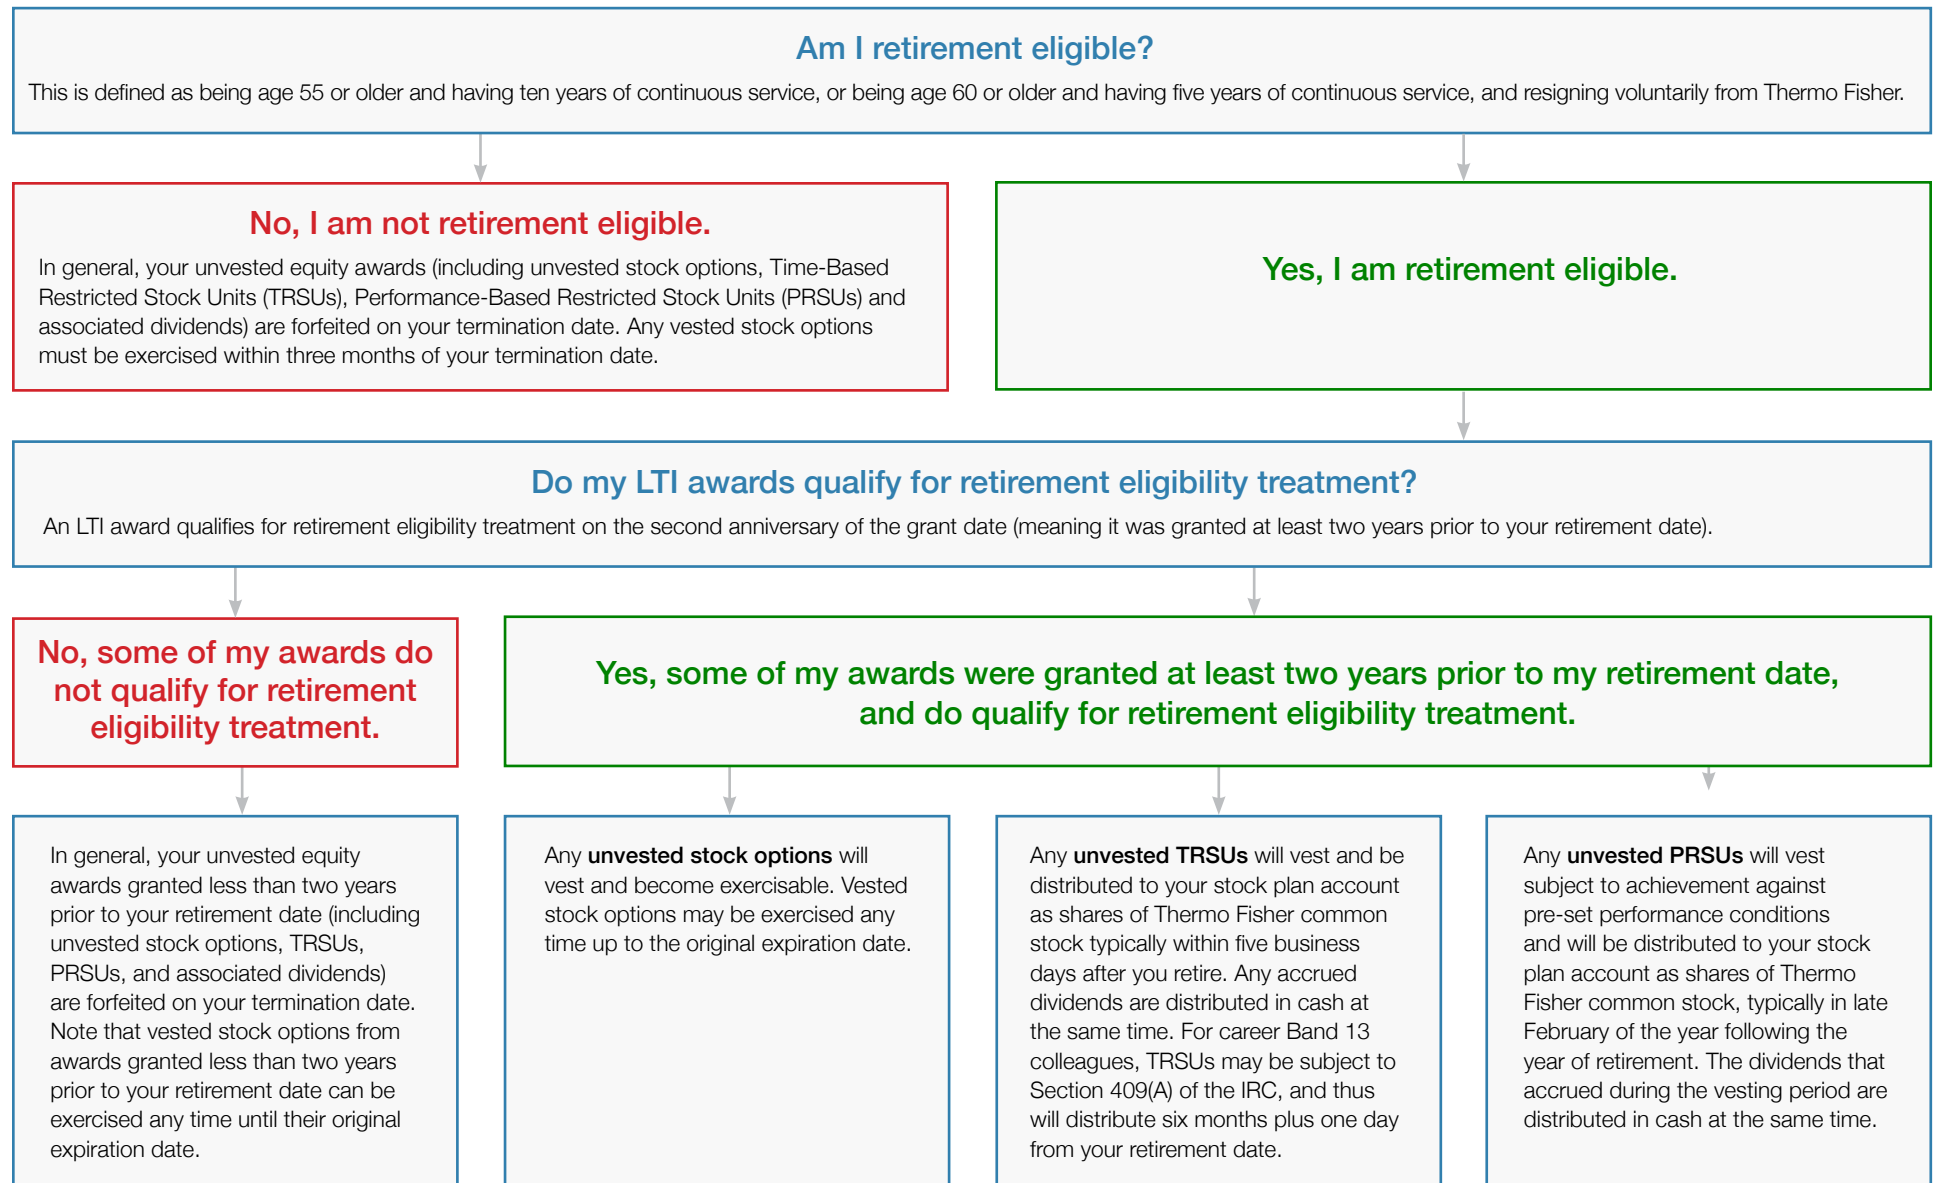 Am I retirement eligible?
This is defined as being age 55 or older and having ten years of continuous service, or being age 60 or older and having five years of continuous service, and resigning voluntarily from Thermo Fisher.
No, I am not retirement eligible.
In general, your unvested equity awards (including unvested stock options, Time-Based
Restricted Stock Units (TRSUs), Performance-Based Restricted Stock Units (PRSUs) and
associated dividends) are forfeited on your termination date. Any vested stock options
must be exercised within three months of your termination date.
Yes, I am retirement eligible.
Do my LTI awards qualify for retirement eligibility treatment?
An LTI award qualifies for retirement eligibility treatment on the second anniversary of the grant date (meaning it was granted at least two years prior to your retirement date).
No, some of my awards do
not qualify for retirement
eligibility treatment.
Yes, some of my awards were granted at least two years prior to my retirement date,
and do qualify for retirement eligibility treatment.
In general, your unvested equity
awards granted less than two years
prior to your retirement date (including
unvested stock options, TRSUs,
PRSUs, and associated dividends)
are forfeited on your termination date.
Note that vested stock options from
awards granted less than two years
prior to your retirement date can be
exercised any time until their original
expiration date.
Any unvested stock options will
vest and become exercisable. Vested
stock options may be exercised any
time up to the original expiration date.
Any unvested TRSUs will vest and be
distributed to your stock plan account
as shares of Thermo Fisher common
stock typically within five business
days after you retire. Any accrued
dividends are distributed in cash at
the same time. For career Band 13
colleagues, TRSUs may be subject to
Section 409(A) of the IRC, and thus
will distribute six months plus one day
from your retirement date.
Any unvested PRSUs will vest
subject to achievement against
pre-set performance conditions
and will be distributed to your stock
plan account as shares of Thermo
Fisher common stock, typically in late
February of the year following the
year of retirement. The dividends that
accrued during the vesting period are
distributed in cash at the same time.